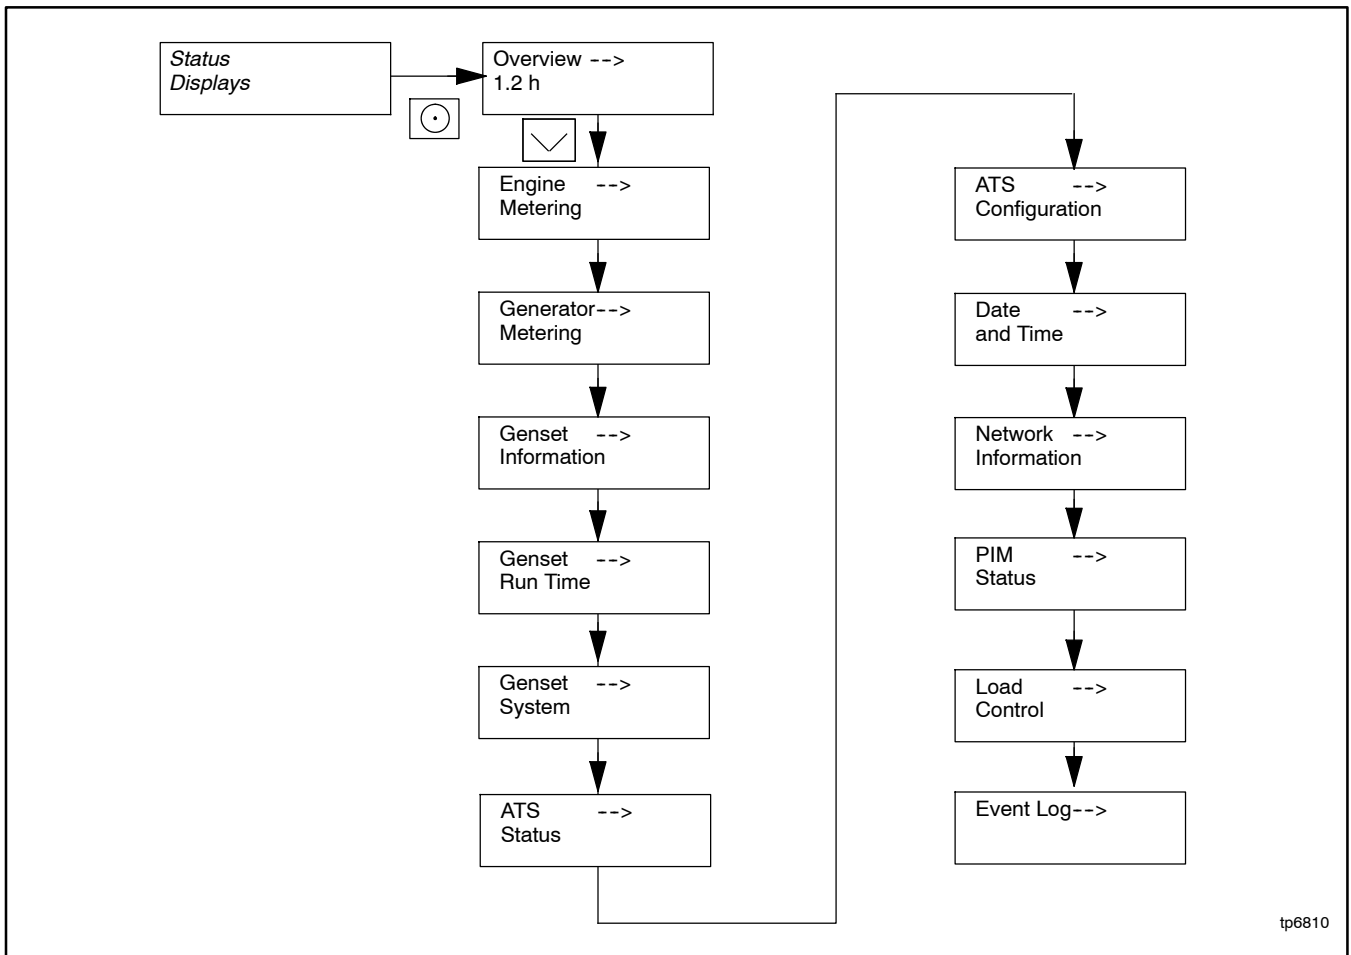 Status
Displays
Overview -->
1.2 h
Engine -->
Metering
Generator-->
Metering
Genset -->
Information
Genset -->
Run Time
Genset -->
System
ATS -->
Status
ATS -->
Configuration
Date -->
and Time
Network -->
Information
PIM -->
Status
Load -->
Control
Event Log-->
tp6810